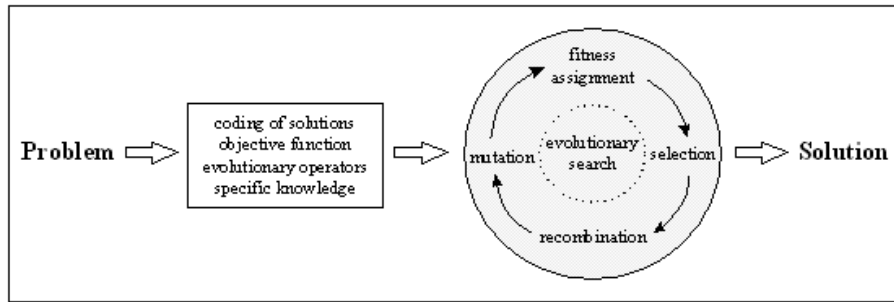 Problem
coding of solutions
objective function
evolutionary operators
specific knowledge
fitness
assignment
mutation
evolutionary
search
selection
recombination
Solution